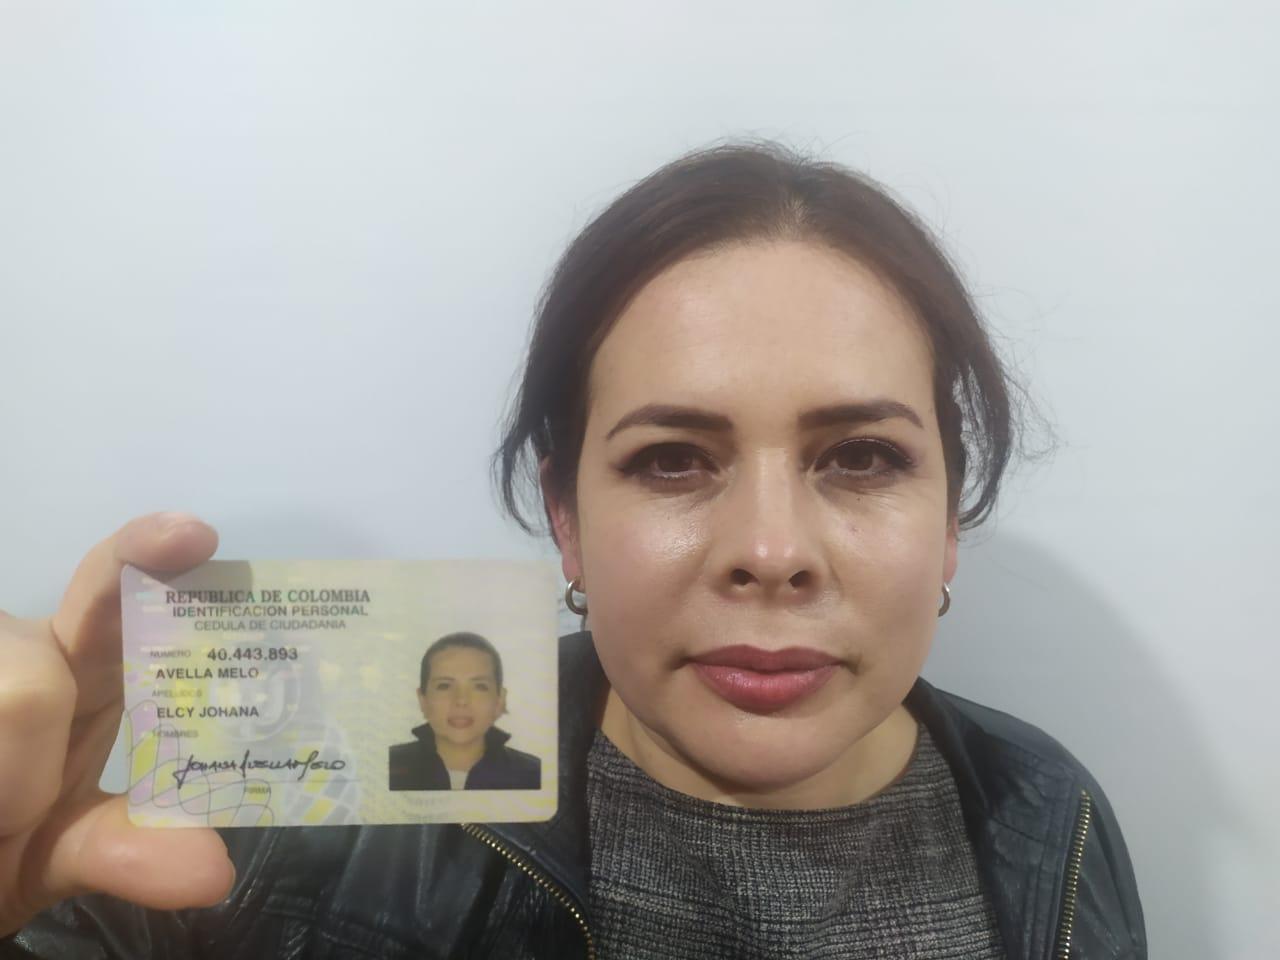 REPUBLICA DE COLOMBIA
IDENTIFICACION PERSONAL
CEDULA DE CIUDADANIA
NUMERO 40.443.893
AVELLA MELO
APELLIDOS
ELCY JOHANA
NOMBRES
Johana Avella Melo
FIRMA